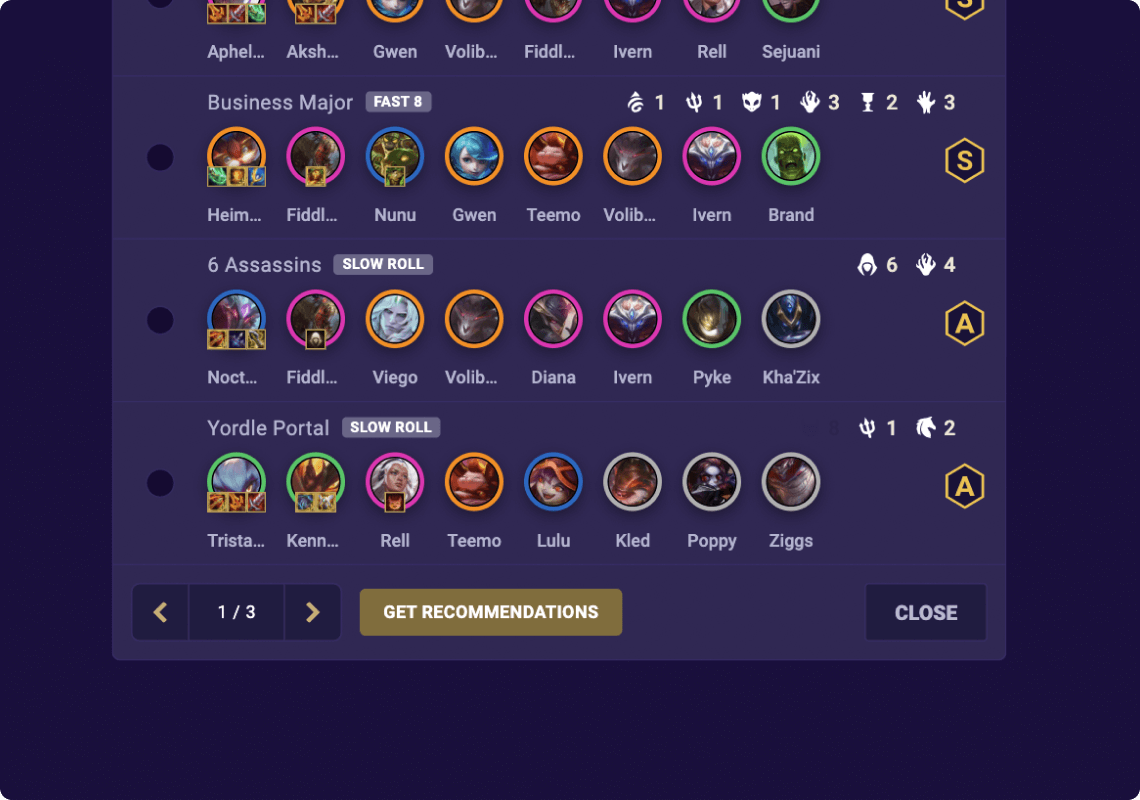 S
Aphel... Aksh... Gwen Volib... Fiddl... Ivern Rell Sejuani
Business Major FAST 8 1 1 1 3 2 3
S
Heim... Fiddl... Nunu Gwen Teemo Volib... Ivern Brand
6 Assassins SLOW ROLL 6 4
A
Noct... Fiddl... Viego Volib... Diana Ivern Pyke Kha'Zix
Yordle Portal SLOW ROLL 8 1 2
A
Trista... Kenn... Rell Teemo Lulu Kled Poppy Ziggs
1 / 3 GET RECOMMENDATIONS CLOSE